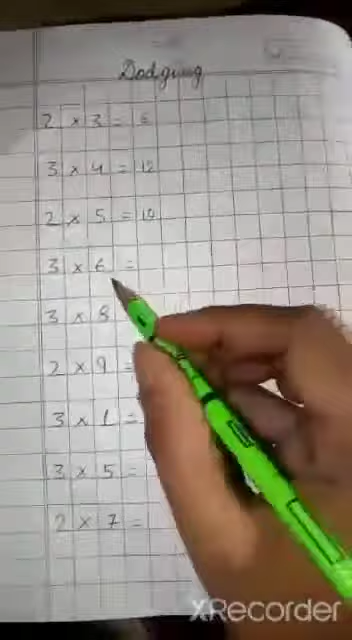 Dodging
2 × 3 = 6
3 × 4 = 12
2 × 5 = 10
3 × 6 =
3 × 8
2 × 9 =
3 × 1 =
3 × 5 =
2 × 7 =
XRecorder